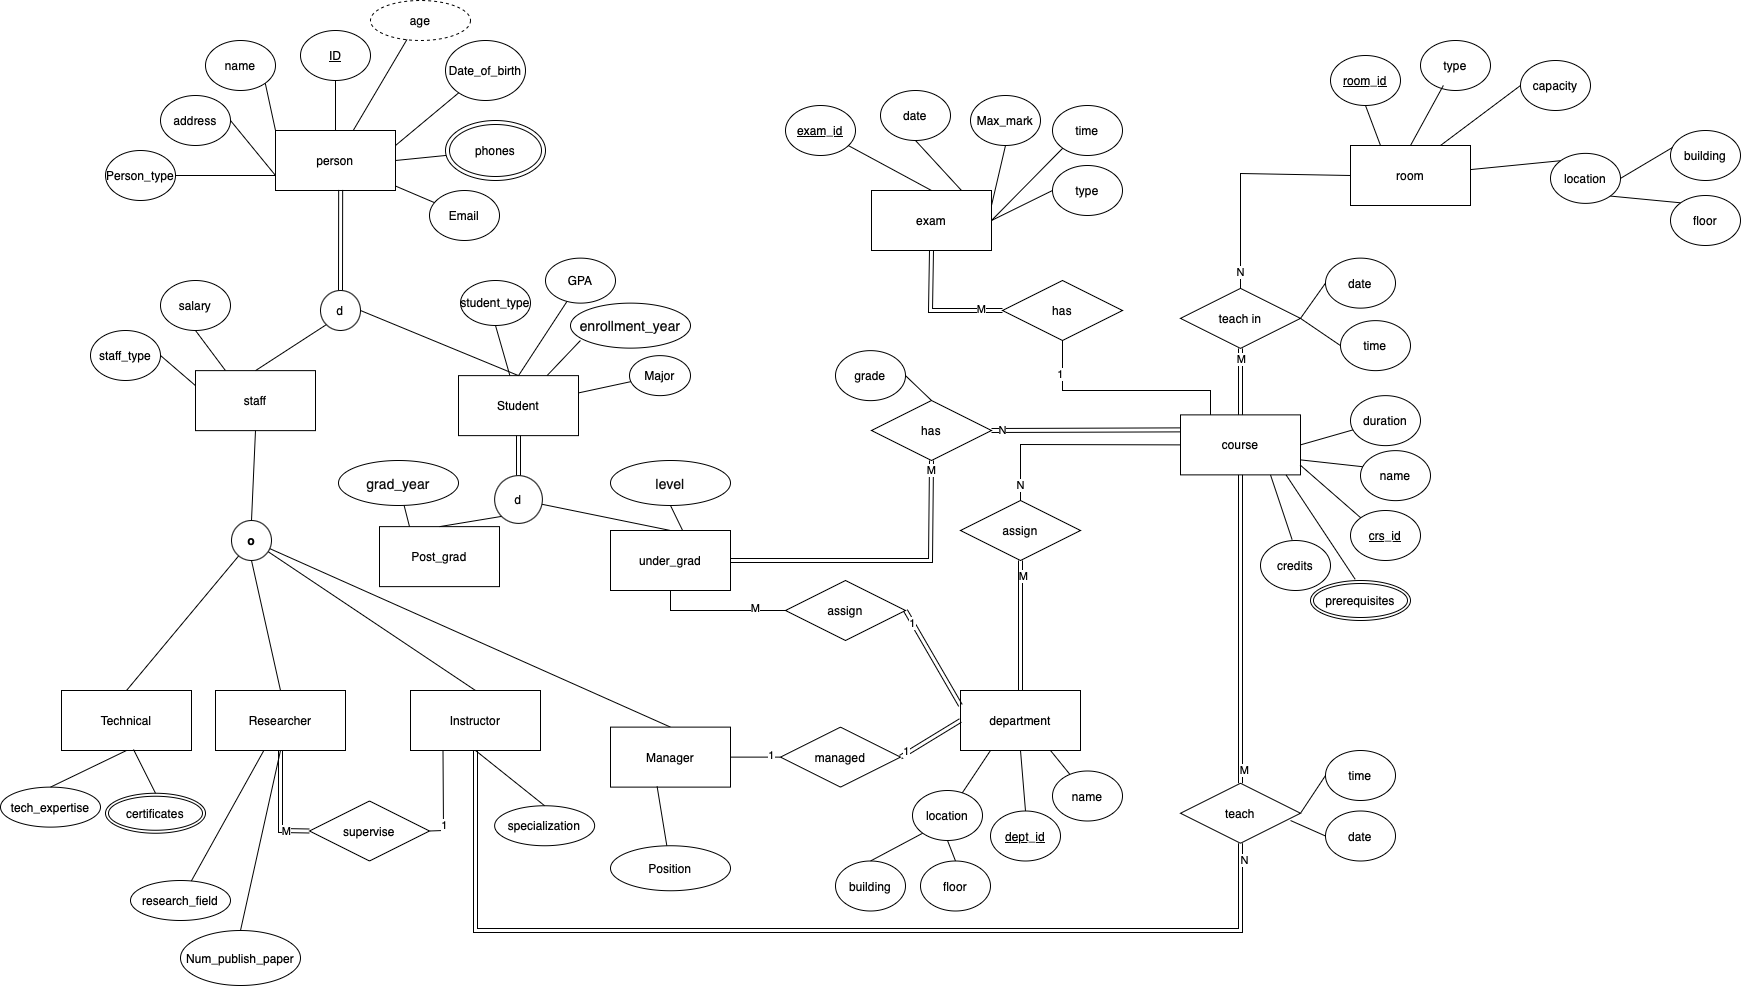 age
ID
name
Date_of_birth
address
phones
person
Person_type
Email
room_id
type
capacity
exam_id
date
Max_mark
time
building
room
location
type
floor
exam
N
salary
d
student_type
GPA
enrollment_year
M
has
date
teach in
time
staff_type
M
Major
1
grade
staff
Student
has
N
duration
course
name
M
grad_year
level
N
d
crs_id
o
assign
Post_grad
under_grad
credits
M
prerequisites
M
assign
1
Technical
Researcher
Instructor
department
Manager
1
managed
1
M
time
name
tech_expertise
certificates
M
supervise
1
specialization
location
dept_id
teach
date
N
Position
building
floor
research_field
Num_publish_paper